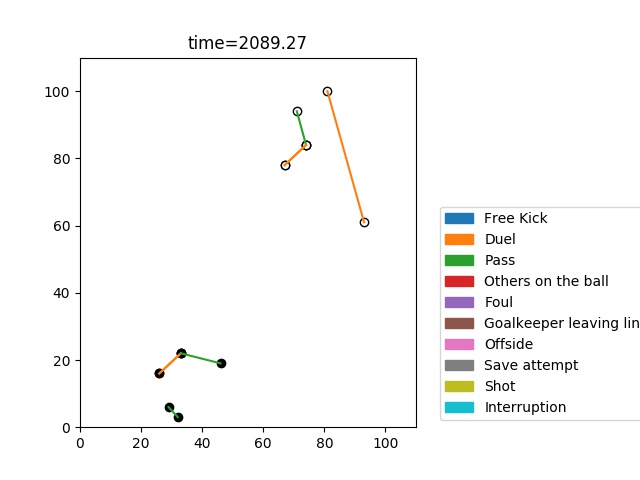 time=2089.27
100
80
60
40
20
0
0 20 40 60 80 100
Free Kick
Duel
Pass
Others on the ball
Foul
Goalkeeper leaving lin
Offside
Save attempt
Shot
Interruption